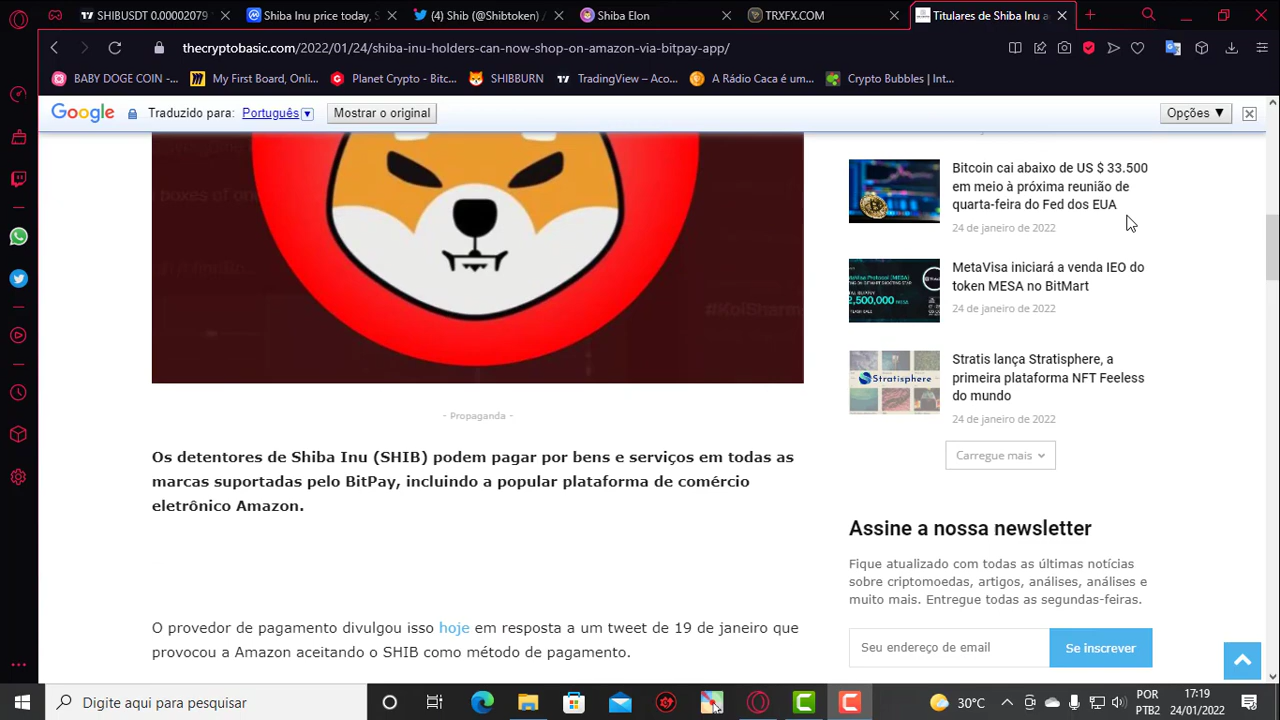 SHIBUSDT 0.00002079
Shiba Inu price today,
(4) Shib (@Shibtoken) /
Shiba Elon
TRXFX.COM
Titulares de Shiba Inu a
thecryptobasic.com/2022/01/24/shiba-inu-holders-can-now-shop-on-amazon-via-bitpay-app/
BABY DOGE COIN -...
My First Board, Onli...
Planet Crypto - Bitc...
SHIBBURN
TradingView – Aco...
A Rádio Caca é um...
Crypto Bubbles | Int...
Google Traduzido para: Português Mostrar o original Opções ▼
boxes of on
#KoiSharm
- Propaganda -
Os detentores de Shiba Inu (SHIB) podem pagar por bens e serviços em todas as
marcas suportadas pelo BitPay, incluindo a popular plataforma de comércio
eletrônico Amazon.
O provedor de pagamento divulgou isso hoje em resposta a um tweet de 19 de janeiro que
provocou a Amazon aceitando o SHIB como método de pagamento.
Bitcoin cai abaixo de US $ 33.500
em meio à próxima reunião de
quarta-feira do Fed dos EUA
24 de janeiro de 2022
2,500,000
MetaVisa iniciará a venda IEO do
token MESA no BitMart
24 de janeiro de 2022
Stratisphere
Stratis lança Stratisphere, a
primeira plataforma NFT Feeless
do mundo
24 de janeiro de 2022
Carregue mais
Assine a nossa newsletter
Fique atualizado com todas as últimas notícias
sobre criptomoedas, artigos, análises, análises e
muito mais. Entregue todas as segundas-feiras.
Seu endereço de email
Se inscrever
Digite aqui para pesquisar
30°C
POR
PTB2
17:19
24/01/2022